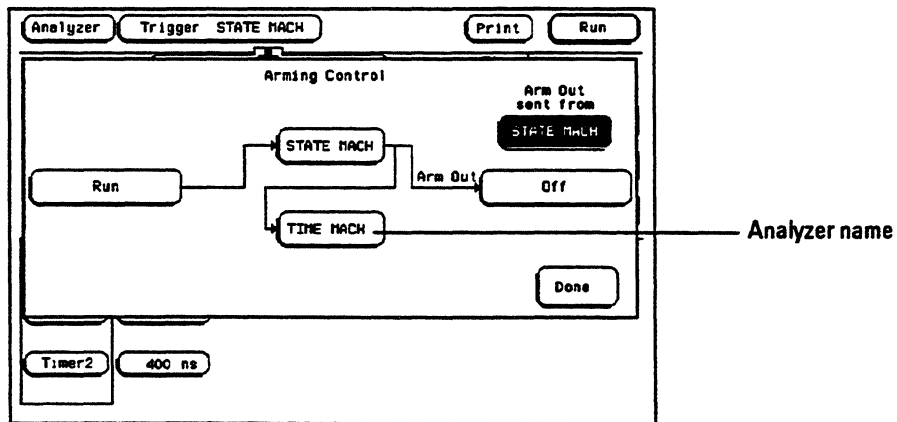 Analyzer Trigger STATE MACH Print Run
Arming Control
Arm Out
sent from
STATE MACH
STATE MACH
Run
Arm Out
Off
TIME MACH
Analyzer name
Done
Timer2 400 ns